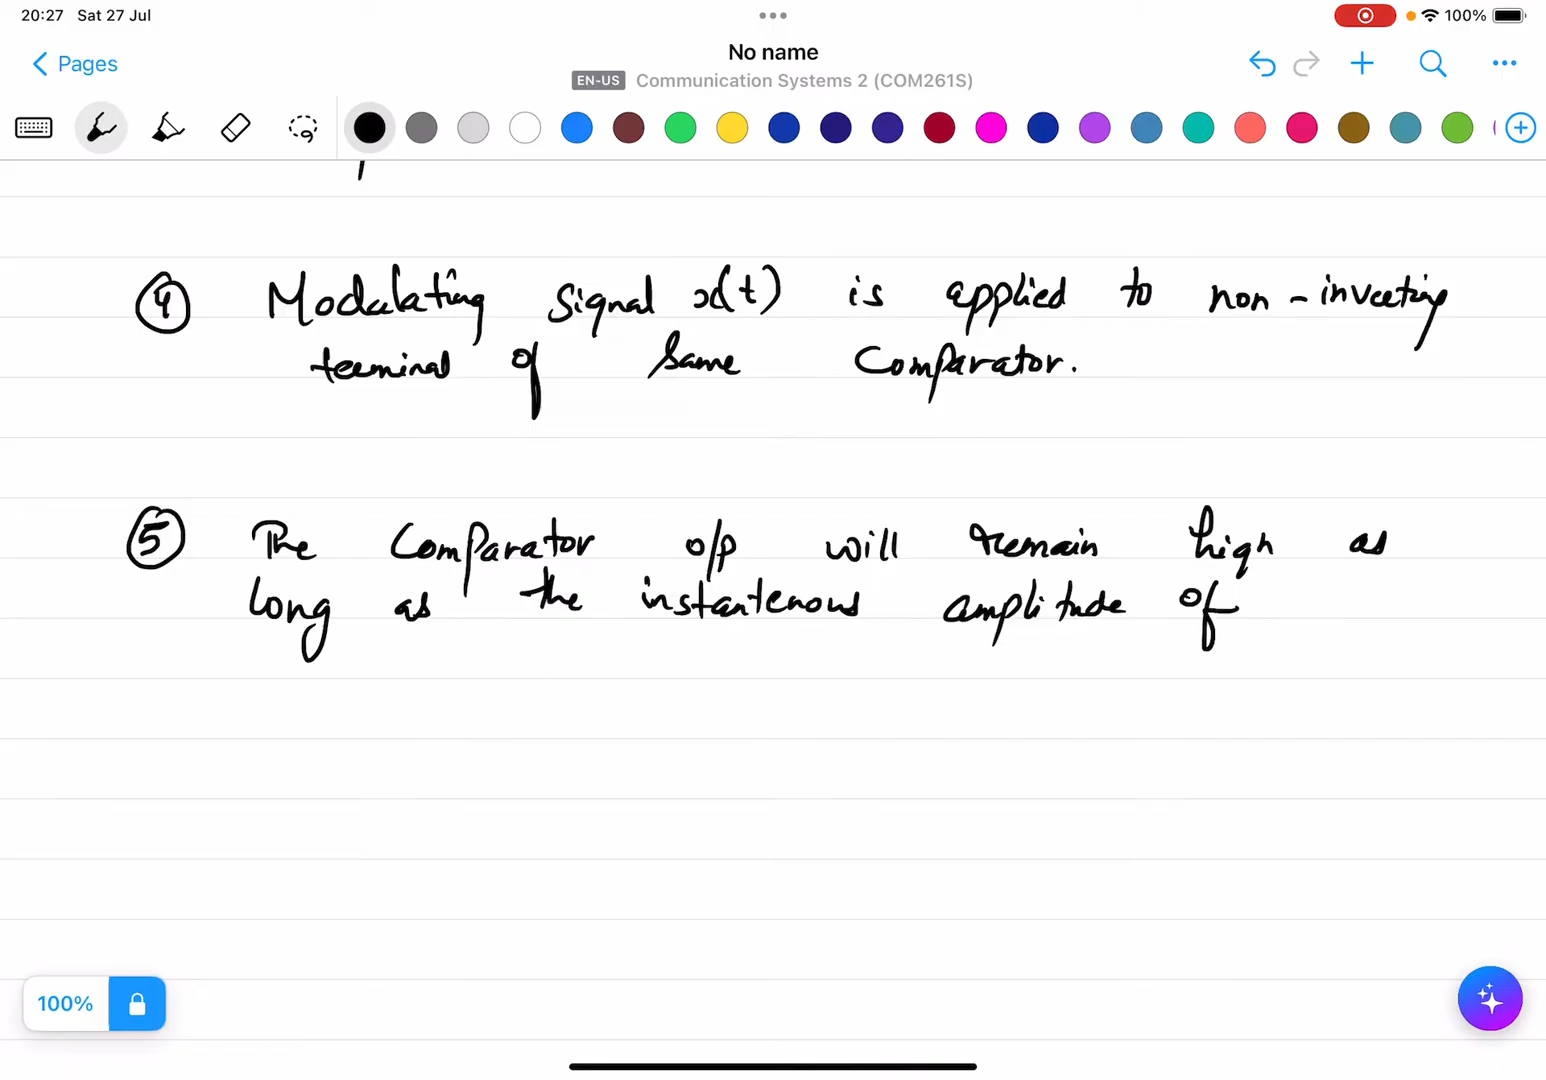 20:27 Sat 27 Jul
100%
No name
Pages
EN-US Communication Systems 2 (COM261S)
④ Modulating signal x(t) is applied to non-inverting
terminal of same comparator.
⑤ The Comparator o/p will remain high as
long as the instantenous amplitude of
100%